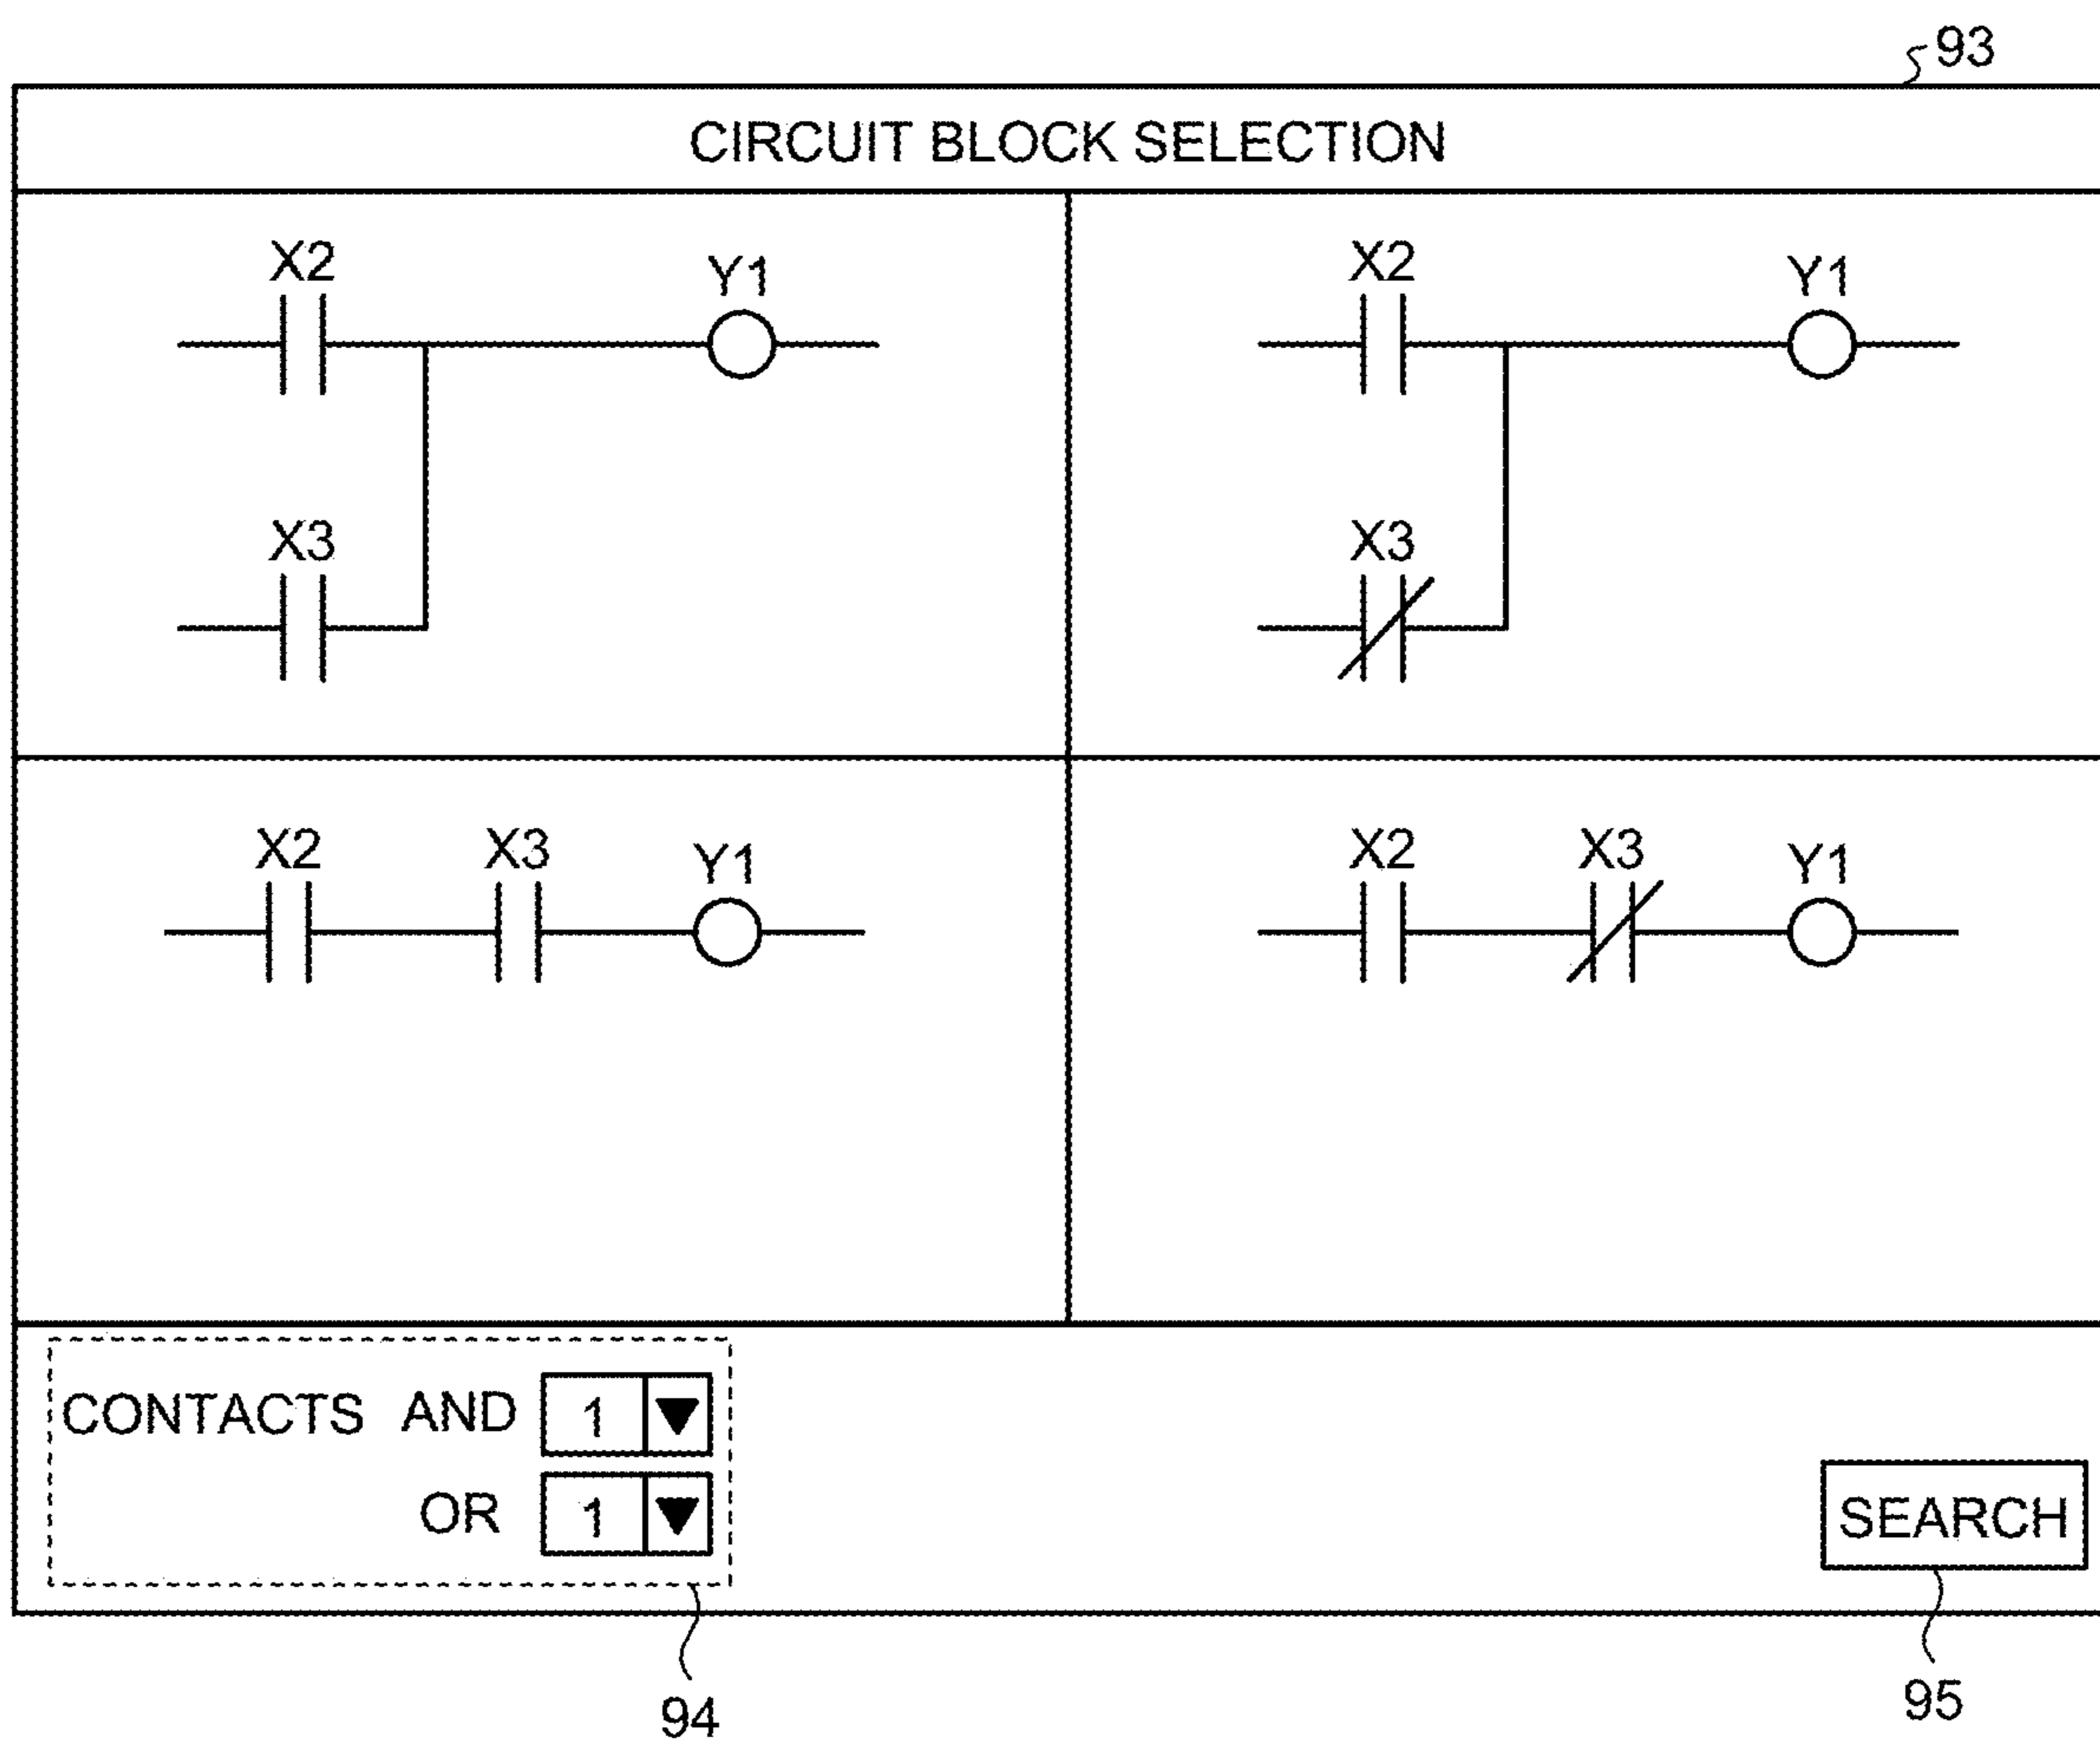 93
CIRCUIT BLOCK SELECTION
X2 Y1
X3
X2 Y1
X3
X2 X3 Y1
X2 X3 Y1
CONTACTS AND 1
OR 1
SEARCH
94
95